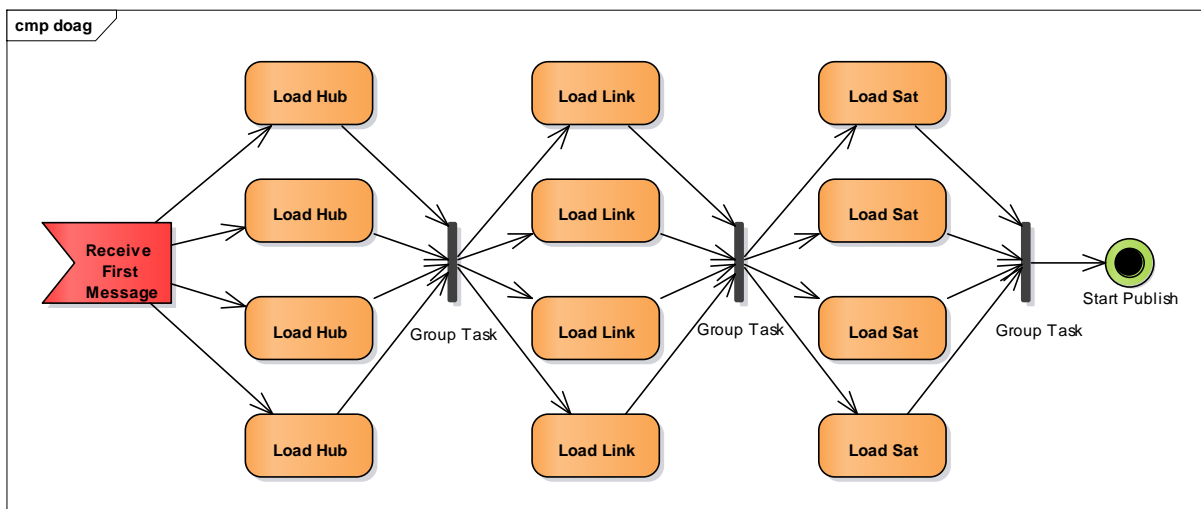 cmp doag
Load Hub
Load Link
Load Sat
Load Hub
Load Link
Load Sat
Receive
First
Message
Load Hub
Load Link
Load Sat
Group Task
Group Task
Group Task
Start Publish
Load Hub
Load Link
Load Sat